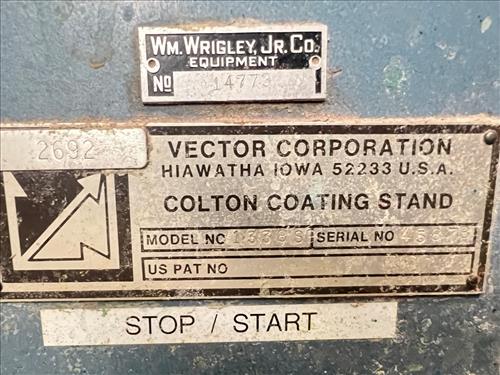 WM. WRIGLEY, JR. CO.
EQUIPMENT
NO 14773
2692
VECTOR CORPORATION
HIAWATHA IOWA 52233 U.S.A.
COLTON COATING STAND
MODEL NO SERIAL NO
US PAT NO
STOP / START